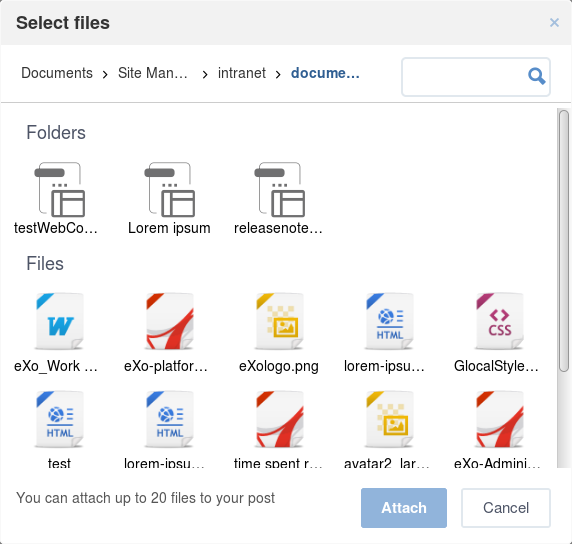 Select files
×
Documents > Site Man... > intranet > docume...
Folders
testWebCo... Lorem ipsum releasenote...
Files
W HTML CSS
eXo_Work ... eXo-platfor... eXologo.png lorem-ipsu... GlocalStyle...
HTML HTML
test lorem-ipsu... time spent r... avatar2_lar... eXo-Admini...
You can attach up to 20 files to your post
Attach Cancel